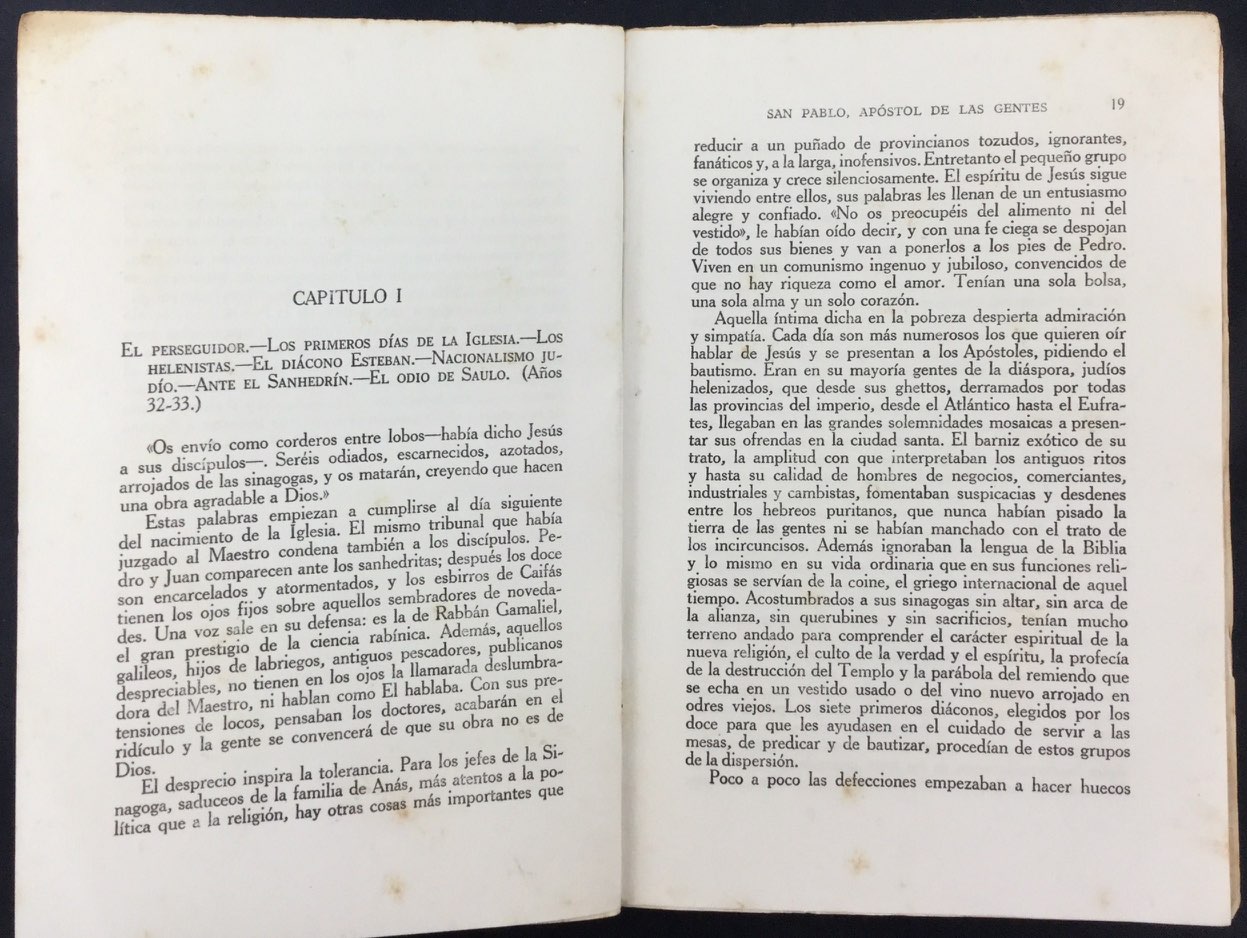 CAPITULO I
EL PERSEGUIDOR.—LOS PRIMEROS DÍAS DE LA IGLESIA.—LOS
HELENISTAS.—EL DIÁCONO ESTEBAN.—NACIONALISMO JU-
DÍO.—ANTE EL SANHEDRÍN.—EL ODIO DE SAULO. (Años
32-33.)
«Os envío como corderos entre lobos—había dicho Jesús
a sus discípulos—. Seréis odiados, escarnecidos, azotados,
arrojados de las sinagogas, y os matarán, creyendo que hacen
una obra agradable a Dios.»
Estas palabras empiezan a cumplirse al día siguiente
del nacimiento de la Iglesia. El mismo tribunal que había
juzgado al Maestro condena también a los discípulos. Pe-
dro y Juan comparecen ante los sanhedritas; después los doce
son encarcelados y atormentados, y los esbirros de Caifás
tienen los ojos fijos sobre aquellos sembradores de noveda-
des. Una voz sale en su defensa: es la de Rabbán Gamaliel,
el gran prestigio de la ciencia rabínica. Además, aquellos
galileos, hijos de labriegos, antiguos pescadores, publicanos
despreciables, no tienen en los ojos la llamarada deslumbra-
dora del Maestro, ni hablan como El hablaba. Con sus pre-
tensiones de locos, pensaban los doctores, acabarán en el
ridículo y la gente se convencerá de que su obra no es de
Dios.
El desprecio inspira la tolerancia. Para los jefes de la Si-
nagoga, saduceos de la familia de Anás, más atentos a la po-
lítica que a la religión, hay otras cosas más importantes que
SAN PABLO, APÓSTOL DE LAS GENTES 19
reducir a un puñado de provincianos tozudos, ignorantes,
fanáticos y, a la larga, inofensivos. Entretanto el pequeño grupo
se organiza y crece silenciosamente. El espíritu de Jesús sigue
viviendo entre ellos, sus palabras les llenan de un entusiasmo
alegre y confiado. «No os preocupéis del alimento ni del
vestido», le habían oído decir, y con una fe ciega se despojan
de todos sus bienes y van a ponerlos a los pies de Pedro.
Viven en un comunismo ingenuo y jubiloso, convencidos de
que no hay riqueza como el amor. Tenían una sola bolsa,
una sola alma y un solo corazón.
Aquella íntima dicha en la pobreza despierta admiración
y simpatía. Cada día son más numerosos los que quieren oír
hablar de Jesús y se presentan a los Apóstoles, pidiendo el
bautismo. Eran en su mayoría gentes de la diáspora, judíos
helenizados, que desde sus ghettos, derramados por todas
las provincias del imperio, desde el Atlántico hasta el Eufra-
tes, llegaban en las grandes solemnidades mosaicas a presen-
tar sus ofrendas en la ciudad santa. El barniz exótico de su
trato, la amplitud con que interpretaban los antiguos ritos
y hasta su calidad de hombres de negocios, comerciantes,
industriales y cambistas, fomentaban suspicacias y desdenes
entre los hebreos puritanos, que nunca habían pisado la
tierra de las gentes ni se habían manchado con el trato de
los incircuncisos. Además ignoraban la lengua de la Biblia
y lo mismo en su vida ordinaria que en sus funciones reli-
giosas se servían de la coine, el griego internacional de aquel
tiempo. Acostumbrados a sus sinagogas sin altar, sin arca de
la alianza, sin querubines y sin sacrificios, tenían mucho
terreno andado para comprender el carácter espiritual de la
nueva religión, el culto de la verdad y el espíritu, la profecía
de la destrucción del Templo y la parábola del remiendo que
se echa en un vestido usado o del vino nuevo arrojado en
odres viejos. Los siete primeros diáconos, elegidos por los
doce para que les ayudasen en el cuidado de servir a las
mesas, de predicar y de bautizar, procedían de estos grupos
de la dispersión.
Poco a poco las defecciones empezaban a hacer huecos